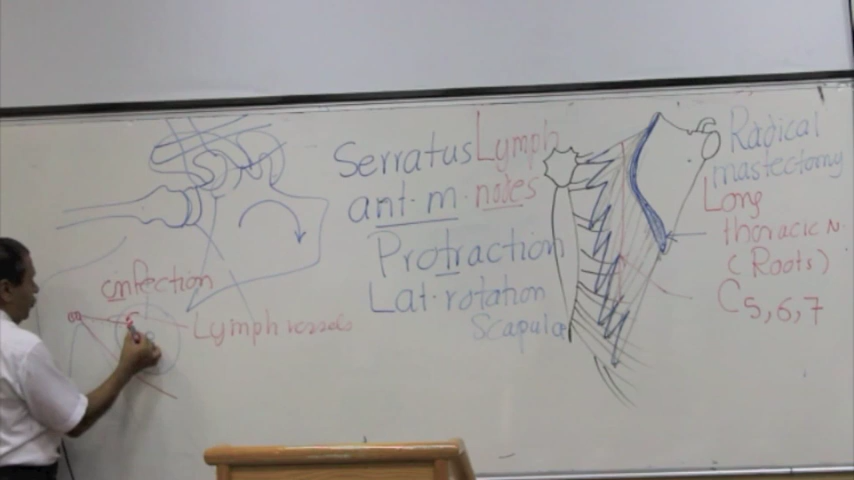 Serratus
ant. m.
Protraction
Lat. rotation
Scapula
Lymph
nodes
Radical
mastectomy
Long
thoracic N.
(Roots)
C5,6,7
infection
Lymph vessels